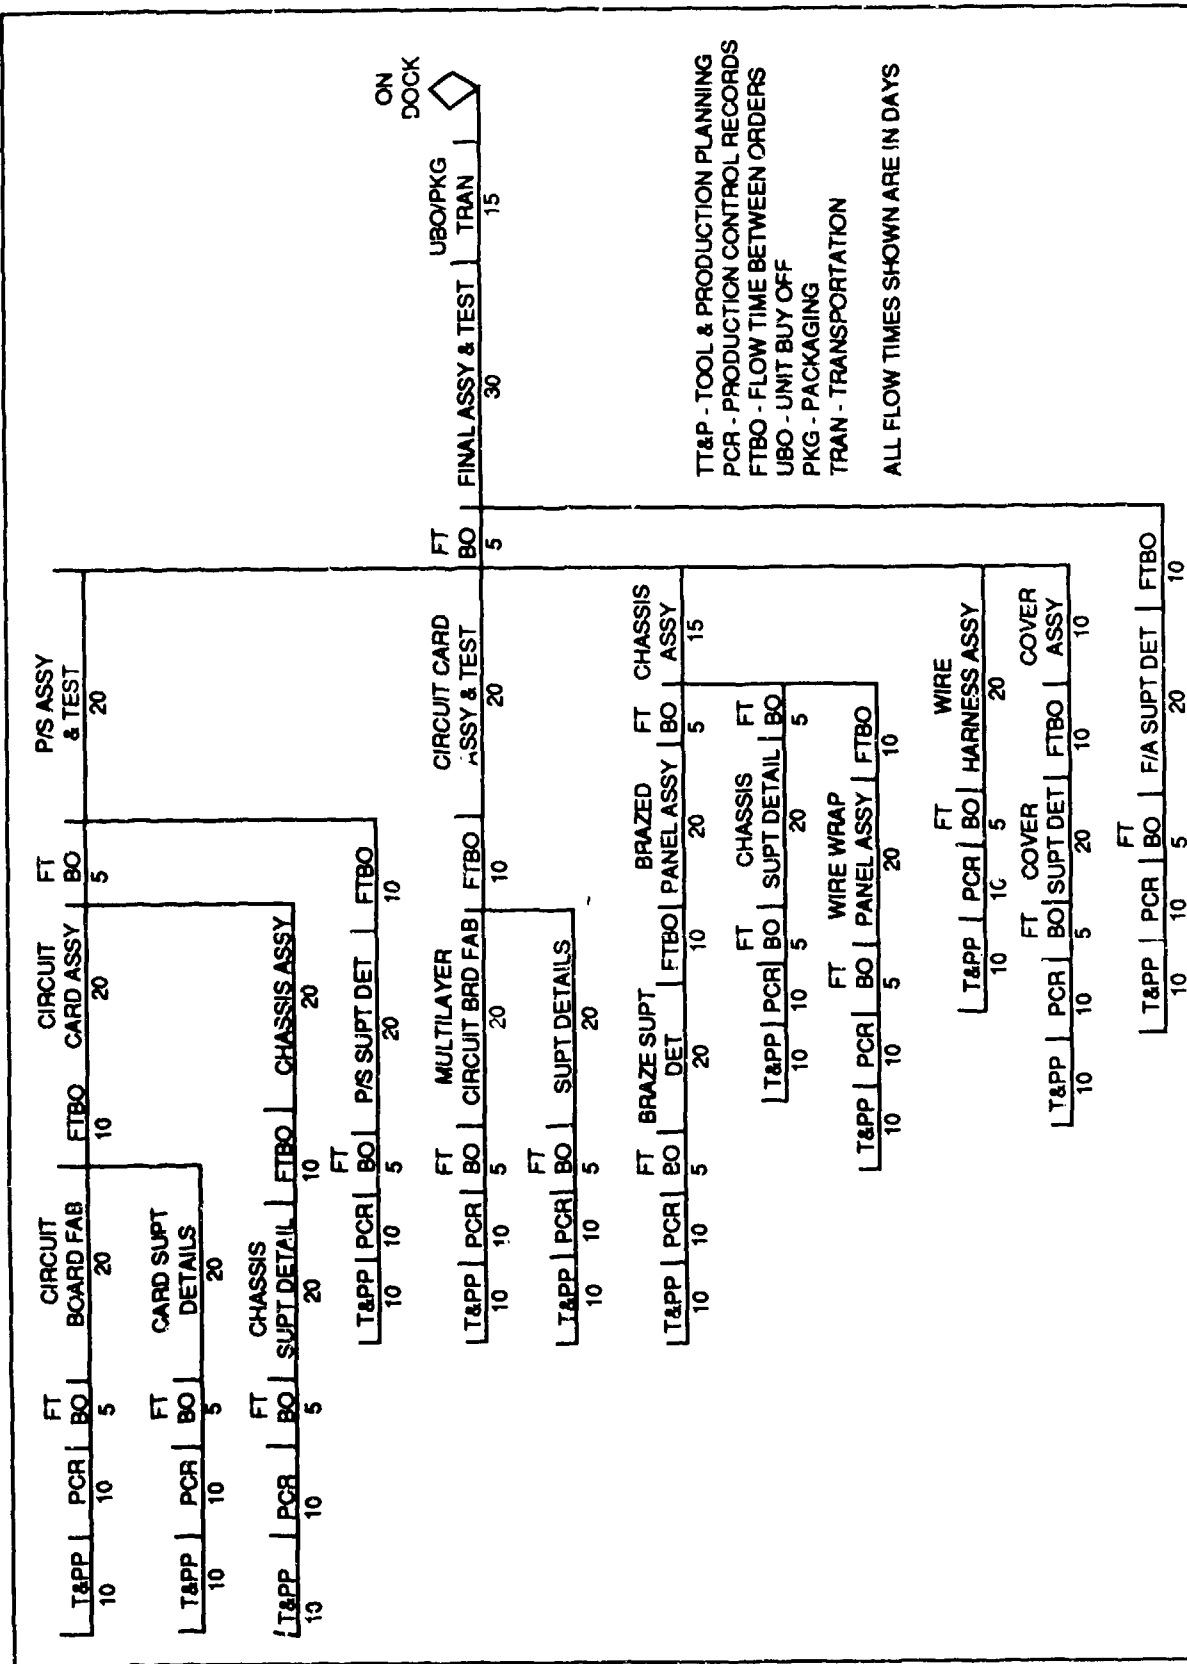 ON
DOCK
UBO/PKG
FINAL ASSY & TEST | TRAN |
30 15
FT
BO
5
P/S ASSY
& TEST
20
CIRCUIT FT
| T&PP | PCR | BO | BOARD FAB FTBO CARD ASSY BO
10 10 5 20 10 20 5
CIRCUIT
FT
FT CARD SUPT
| T&PP | PCR | BO | DETAILS
10 10 5 20
FT CHASSIS
| T&PP | PCR | BO | SUPT DETAIL | FTBO | CHASSIS ASSY
10 10 5 20 10 20
FT
| T&PP | PCR | BO | P/S SUPT DET | FTBO
10 10 5 20 10
FT MULTILAYER CIRCUIT CARD
| T&PP | PCR | BO | CIRCUIT BRD FAB | FTBO | ASSY & TEST
10 10 5 20 10 20
FT
| T&PP | PCR | BO | SUPT DETAILS
10 10 5 20
FT BRAZE SUPT BRAZED FT CHASSIS
| T&PP | PCR | BO | DET | FTBO | PANEL ASSY | BO | ASSY
10 10 5 20 10 20 5 15
FT CHASSIS FT
| T&PP | PCR | BO | SUPT DETAIL | BO
10 10 5 20 5
FT WIRE WRAP
| T&PP | PCR | BO | PANEL ASSY | FTBO
10 10 5 20 10
FT WIRE
| T&PP | PCR | BO | HARNESS ASSY
10 10 5 20
FT COVER COVER
| T&PP | PCR | BO | SUPT DET | FTBO | ASSY
10 10 5 20 10 10
FT
| T&PP | PCR | BO | F/A SUPT DET | FTBO
10 10 5 20 10
TT&P - TOOL & PRODUCTION PLANNING
PCR - PRODUCTION CONTROL RECORDS
FTBO - FLOW TIME BETWEEN ORDERS
UBO - UNIT BUY OFF
PKG - PACKAGING
TRAN - TRANSPORTATION
ALL FLOW TIMES SHOWN ARE IN DAYS